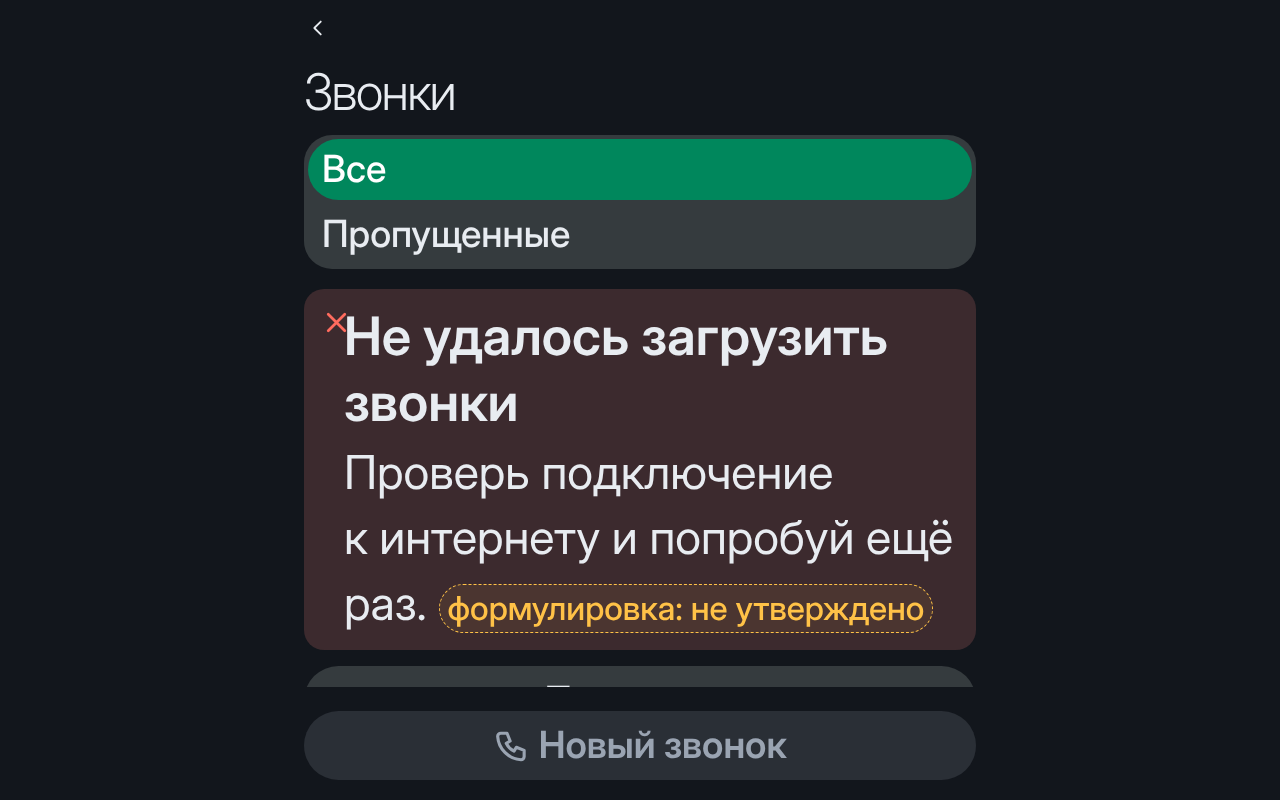 Звонки
Все
Пропущенные
Не удалось загрузить
звонки
Проверь подключение
к интернету и попробуй ещё
раз. формулировка: не утверждено
Новый звонок